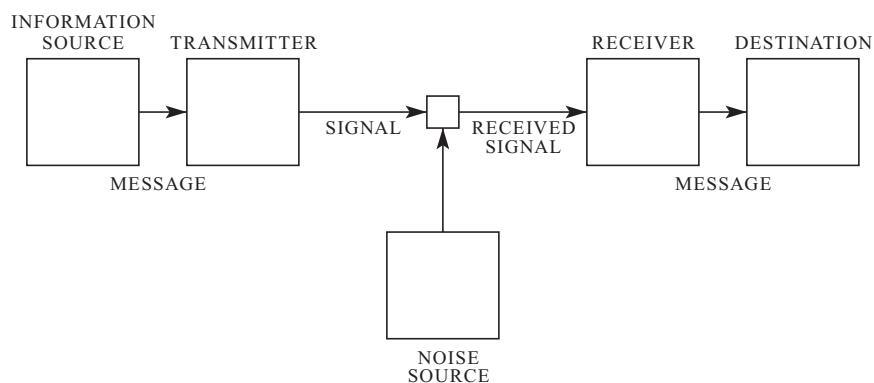 INFORMATION
SOURCE
TRANSMITTER
RECEIVER
DESTINATION
SIGNAL
RECEIVED
SIGNAL
MESSAGE
MESSAGE
NOISE
SOURCE